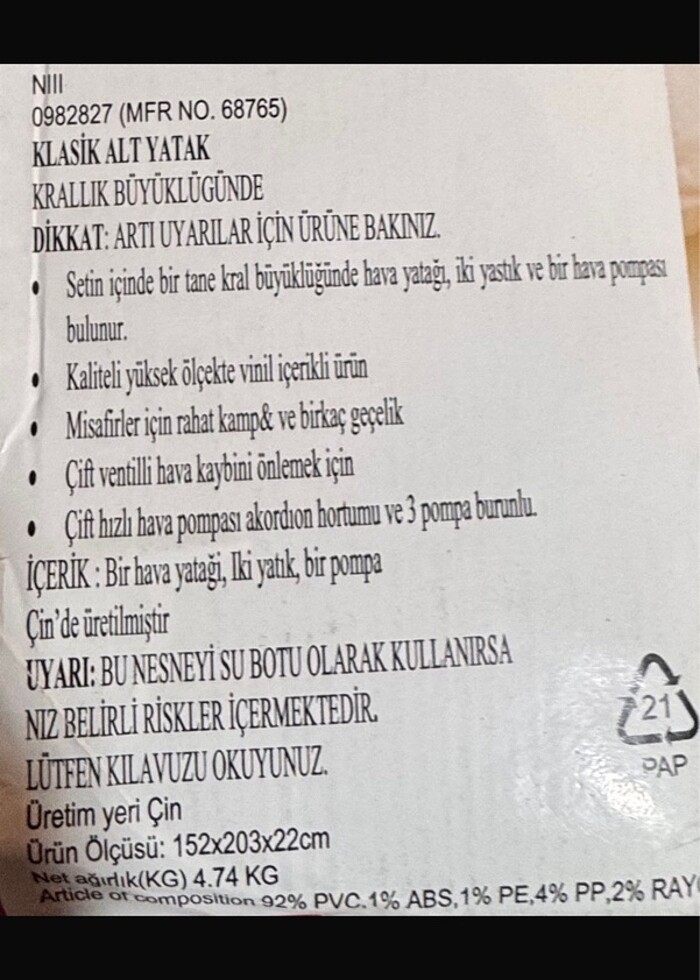 NIII
0982827 (MFR NO. 68765)
KLASİK ALT YATAK
KRALLIK BÜYÜKLÜGÜNDE
DİKKAT: ARTI UYARILAR İÇİN ÜRÜNE BAKINIZ.
• Setin içinde bir tane kral büyüklüğünde hava yatağı, iki yastık ve bir hava pompası
bulunur.
• Kaliteli yüksek ölçekte vinil içerikli ürün
• Misafirler için rahat kamp& ve birkaç geçelik
• Çift ventilli hava kaybini önlemek için
• Çift hızlı hava pompası akordıon hortumu ve 3 pompa burunlu.
İÇERİK : Bir hava yataği, Iki yatık, bir pompa
Çin'de üretilmiştir
UYARI: BU NESNEYİ SU BOTU OLARAK KULLANIRSA
NIZ BELİRLİ RİSKLER İÇERMEKTEDİR.
LÜTFEN KILAVUZU OKUYUNUZ.
21
PAP
Üretim yeri Çin
Ürün Ölçüsü: 152x203x22cm
Net ağırlık(KG) 4.74 KG
Article of composition 92% PVC.1% ABS,1% PE,4% PP,2%